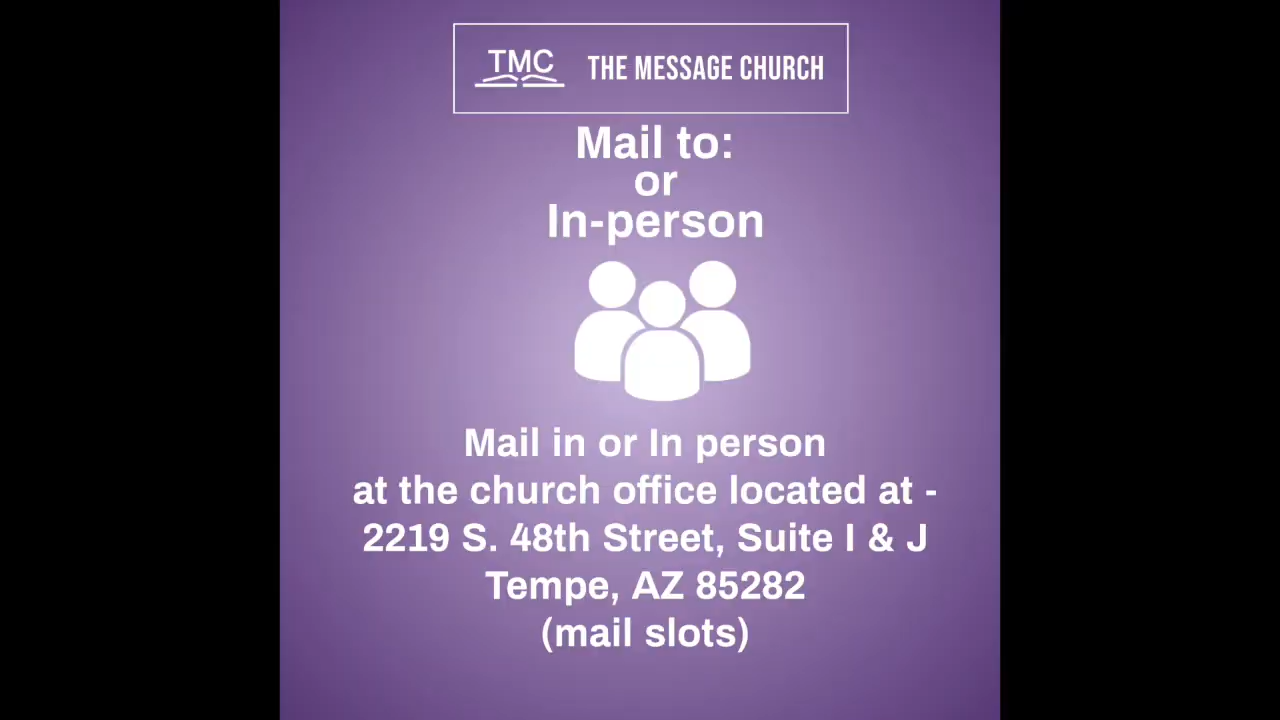 TMC THE MESSAGE CHURCH
Mail to:
or
In-person
Mail in or In person
at the church office located at -
2219 S. 48th Street, Suite I & J
Tempe, AZ 85282
(mail slots)